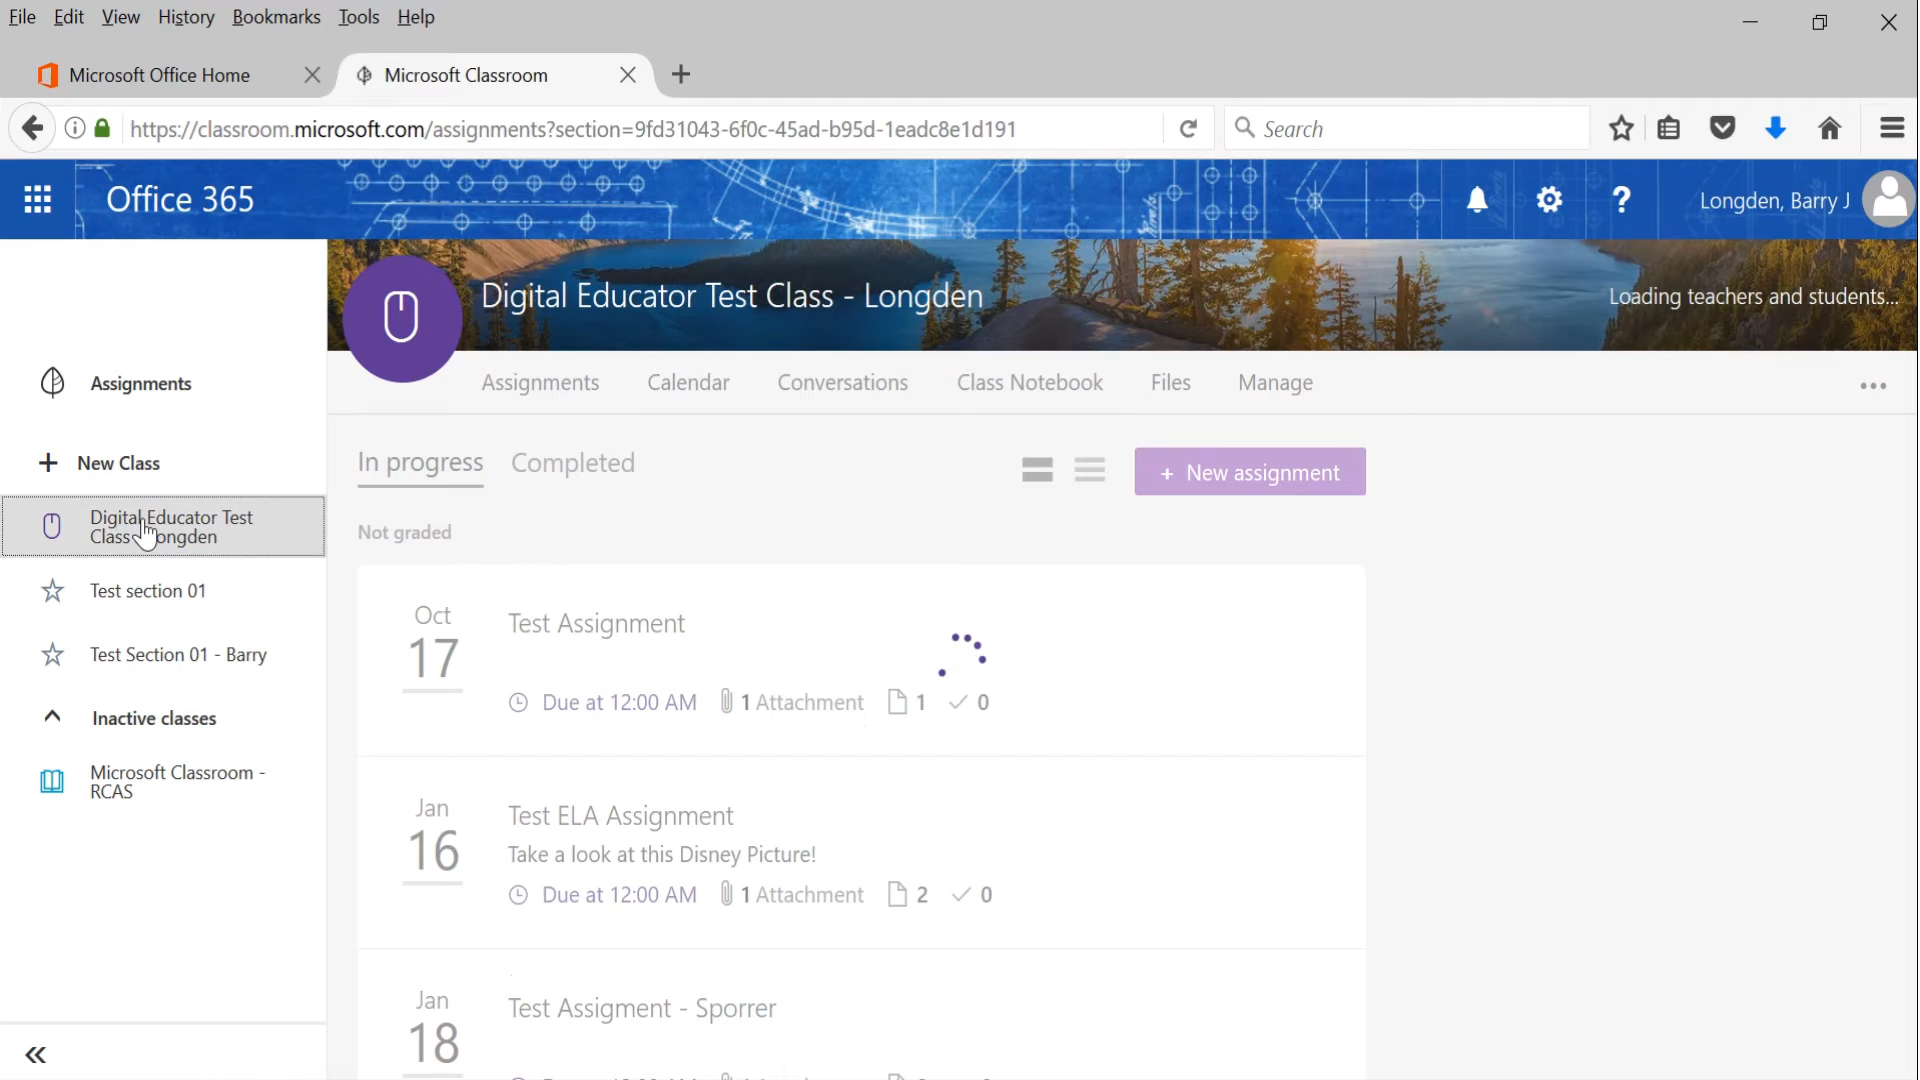 File Edit View History Bookmarks Tools Help
Microsoft Office Home
Microsoft Classroom
https://classroom.microsoft.com/assignments?section=9fd31043-6f0c-45ad-b95d-1eadc8e1d191
Search
Office 365
Longden, Barry J
Digital Educator Test Class - Longden
Loading teachers and students...
Assignments
New Class
Digital Educator Test
Class - Longden
Test section 01
Test Section 01 - Barry
Inactive classes
Microsoft Classroom -
RCAS
Assignments Calendar Conversations Class Notebook Files Manage
In progress Completed
+ New assignment
Not graded
Oct
17
Test Assignment
Due at 12:00 AM 1 Attachment 1 0
Jan
16
Test ELA Assignment
Take a look at this Disney Picture!
Due at 12:00 AM 1 Attachment 2 0
Jan
18
Test Assigment - Sporrer